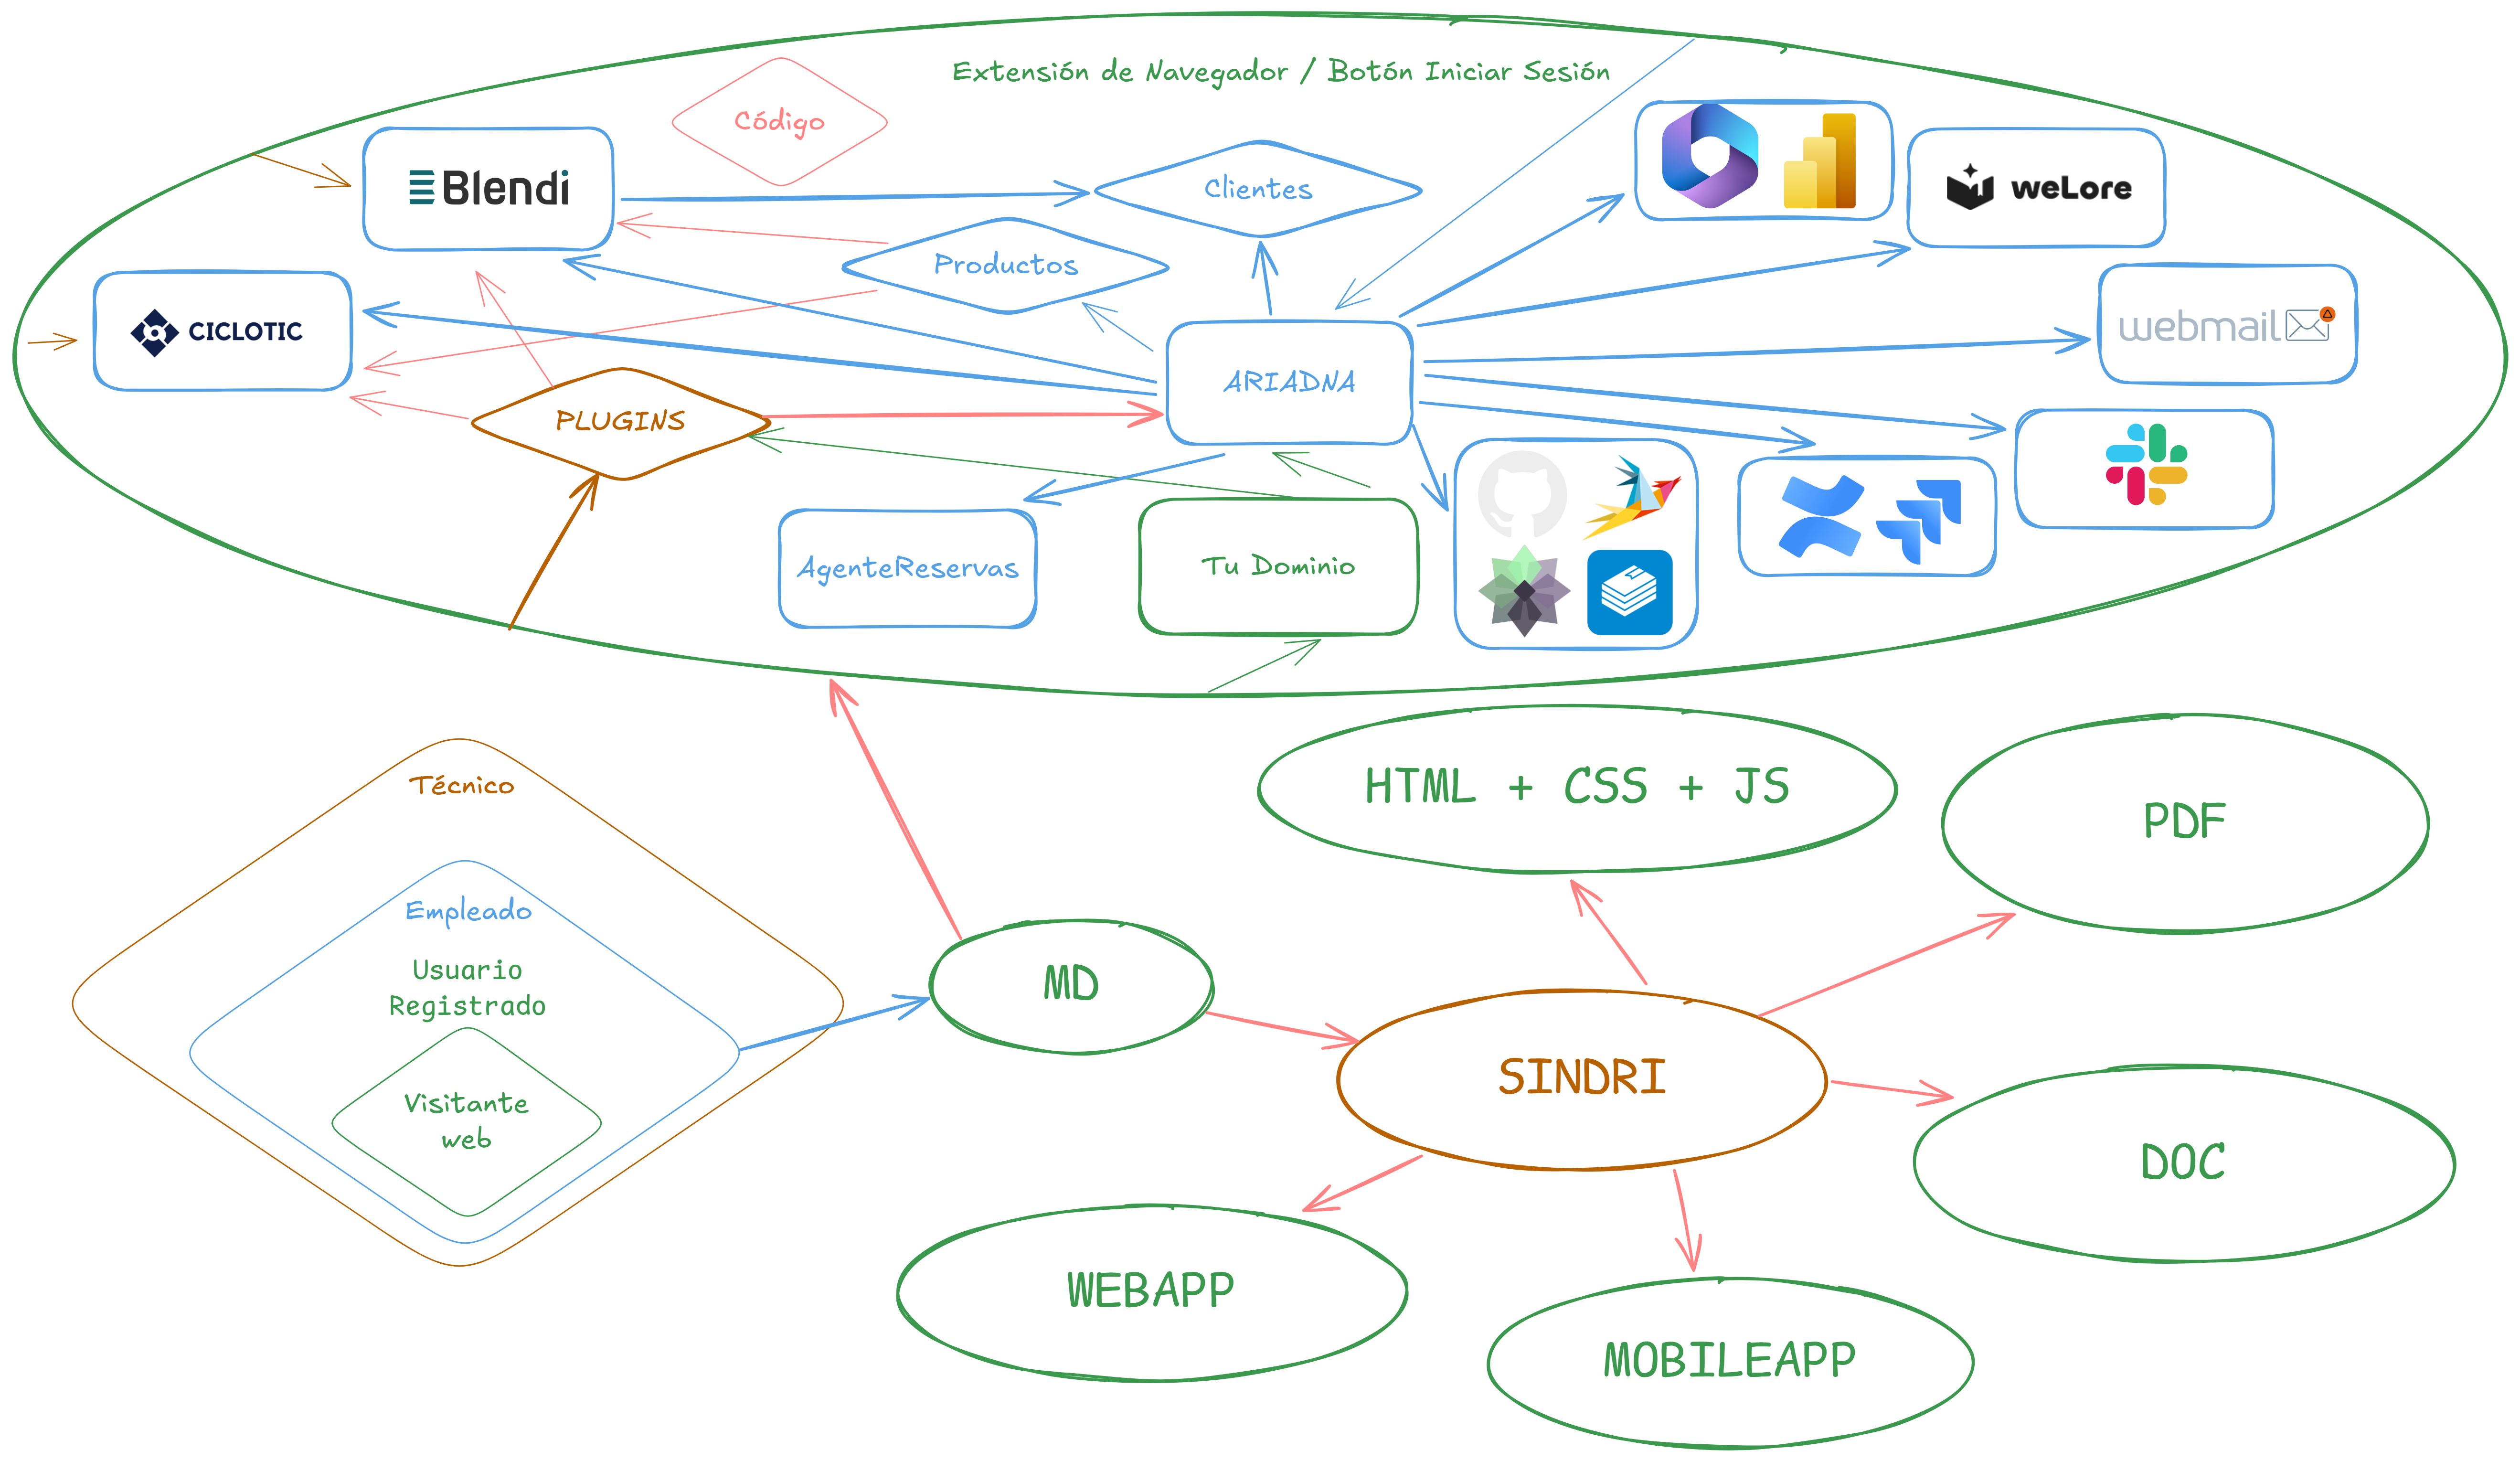 Extensión de Navegador / Botón Iniciar Sesión
Código
Blendi
Clientes
weLore
Productos
CICLOTIC
webmail
ARIADNA
PLUGINS
AgenteReservas
Tu Dominio
Técnico
HTML + CSS + JS
PDF
Empleado
Usuario
Registrado
MD
SINDRI
Visitante
web
DOC
WEBAPP
MOBILEAPP